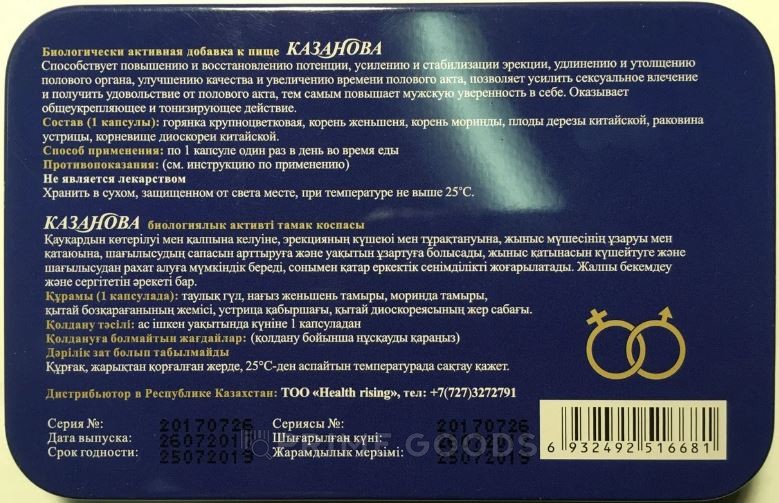 Биологически активная добавка к пище КАЗАНОВА
Способствует повышению и восстановлению потенции, усилению и стабилизации эрекции, удлинению и утолщению
полового органа, улучшению качества и увеличению времени полового акта, позволяет усилить сексуальное влечение
и получить удовольствие от полового акта, тем самым повышает мужскую уверенность в себе. Оказывает
общеукрепляющее и тонизирующее действие.
Состав (1 капсулы): горянка крупноцветковая, корень женьшеня, корень моринды, плоды дерезы китайской, раковина
устрицы, корневище диоскореи китайской.
Способ применения: по 1 капсуле один раз в день во время еды
Противопоказания: (см. инструкцию по применению)
Не является лекарством
Хранить в сухом, защищенном от света месте, при температуре не выше 25°С.
КАЗАНОВА биологиялык активті тамак коспасы
Қауқардын көтерілуі мен қалпына келуіне, эрекцияның күшеюі мен тұрақтануына, жыныс мүшесінің ұзаруы мен
қатаюына, шағылысудың сапасын арттыруға және уақытын ұзартуға болысады, жыныс қатынасын күшейтуге және
шағылысудан рахат алуға мүмкіндік береді, сонымен қатар еркектік сенімділікті жоғарылатады. Жалпы бекемдеу
және сергітетін әрекеті бар.
Құрамы (1 капсулада): таулық гүл, нағыз женьшень тамыры, моринда тамыры,
қытай бозқарағанының жемісі, устрица қабыршағы, қытай диоскореясының жер сабағы.
Қолдану тәсілі: ас ішкен уақытында күніне 1 капсуладан
Қолдануға болмайтын жағдайлар: (қолдану бойынша нұсқауды қараңыз)
Дәрілік зат болып табылмайды
Құрғақ, жарықтан қорғалған жерде, 25°С-ден аспайтын температурада сақтау қажет.
Дистрибьютор в Республике Казахстан: ТОО «Health rising», тел: +7(727)3272791
Серия №: 20170726 Сериясы №: 20170726
Дата выпуска: 26072017 Шығарылған күні:
Срок годности: 25072019 Жарамдылық мерзімі: 25072019
PRIME GOODS
6 932492 516681